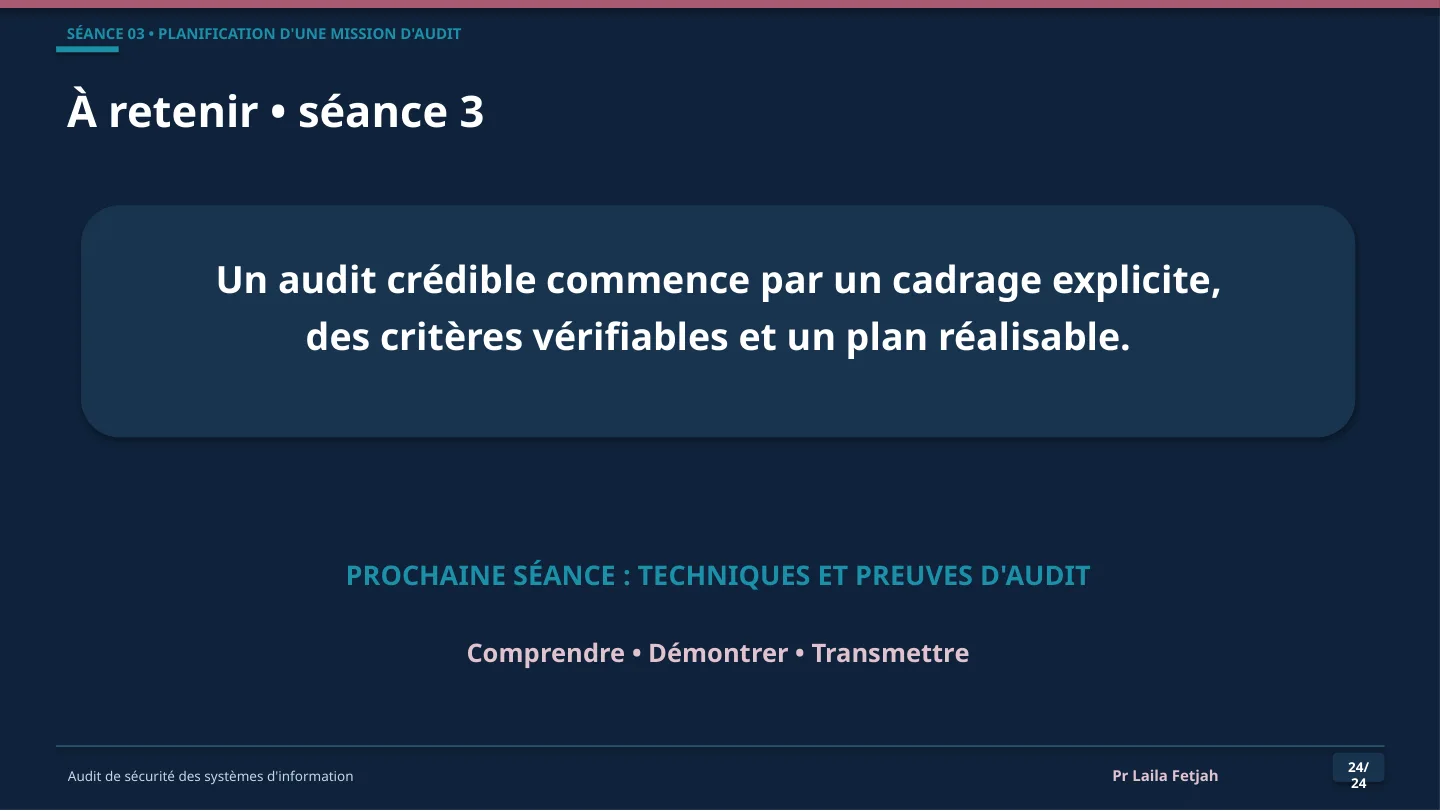 SÉANCE 03 • PLANIFICATION D'UNE MISSION D'AUDIT
À retenir • séance 3
Un audit crédible commence par un cadrage explicite,
des critères vérifiables et un plan réalisable.
PROCHAINE SÉANCE : TECHNIQUES ET PREUVES D'AUDIT
Comprendre • Démontrer • Transmettre
Audit de sécurité des systèmes d'information
Pr Laila Fetjah
24/
24